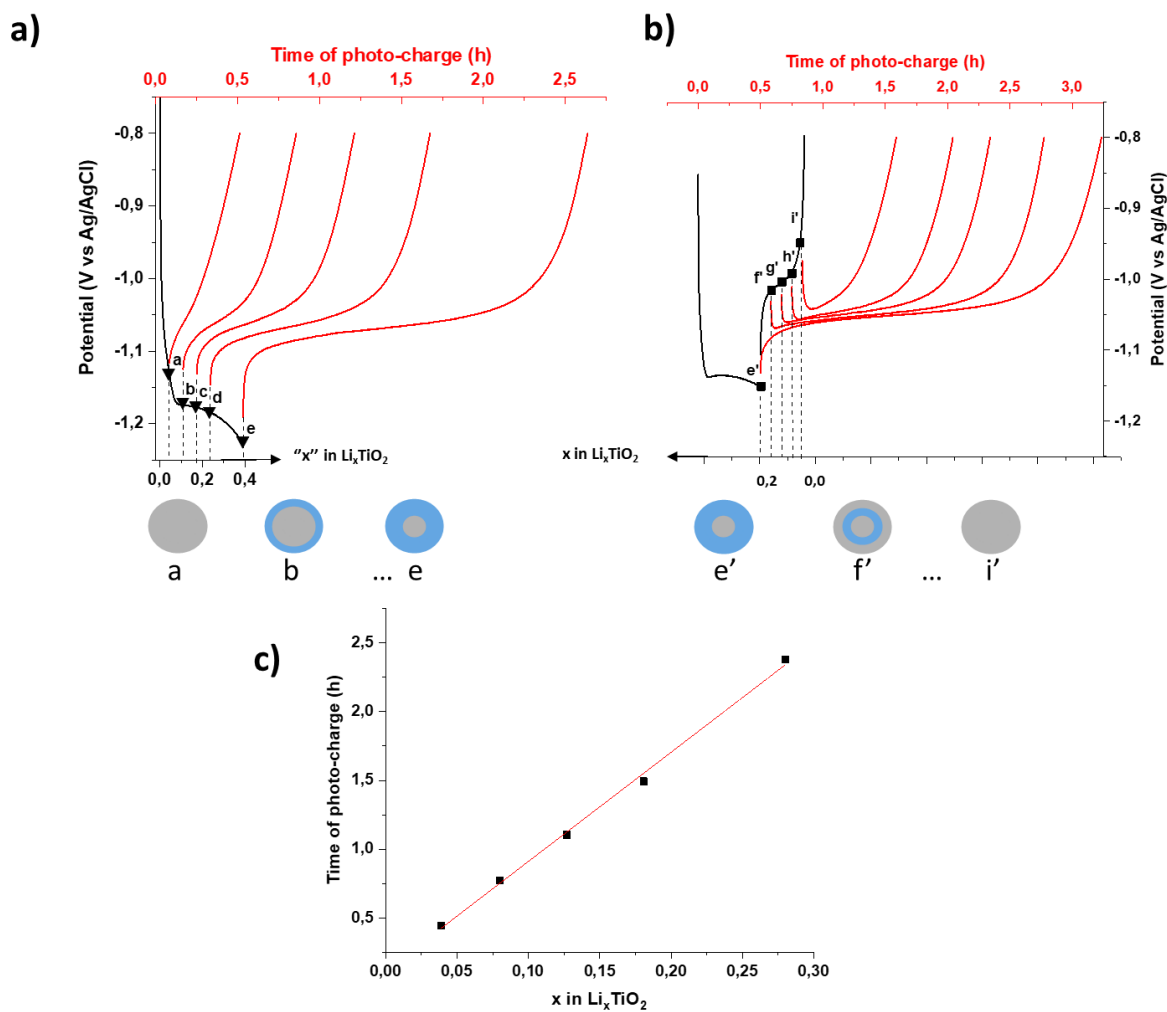 a)
Time of photo-charge (h)
0,0 0,5 1,0 1,5 2,0 2,5
Potential (V vs Ag/AgCl)
-0,8
-0,9
-1,0
-1,1
-1,2
a
b
c
d
e
"x" in LixTiO2
0,0 0,2 0,4
a b ... e
b)
Time of photo-charge (h)
0,0 0,5 1,0 1,5 2,0 2,5 3,0
Potential (V vs Ag/AgCl)
-0,8
-0,9
-1,0
-1,1
-1,2
i'
h'
g'
f'
e'
x in LixTiO2
0,2 0,0
e' f' ... i'
c)
Time of photo-charge (h)
2,5
2,0
1,5
1,0
0,5
0,00 0,05 0,10 0,15 0,20 0,25 0,30
x in LixTiO2